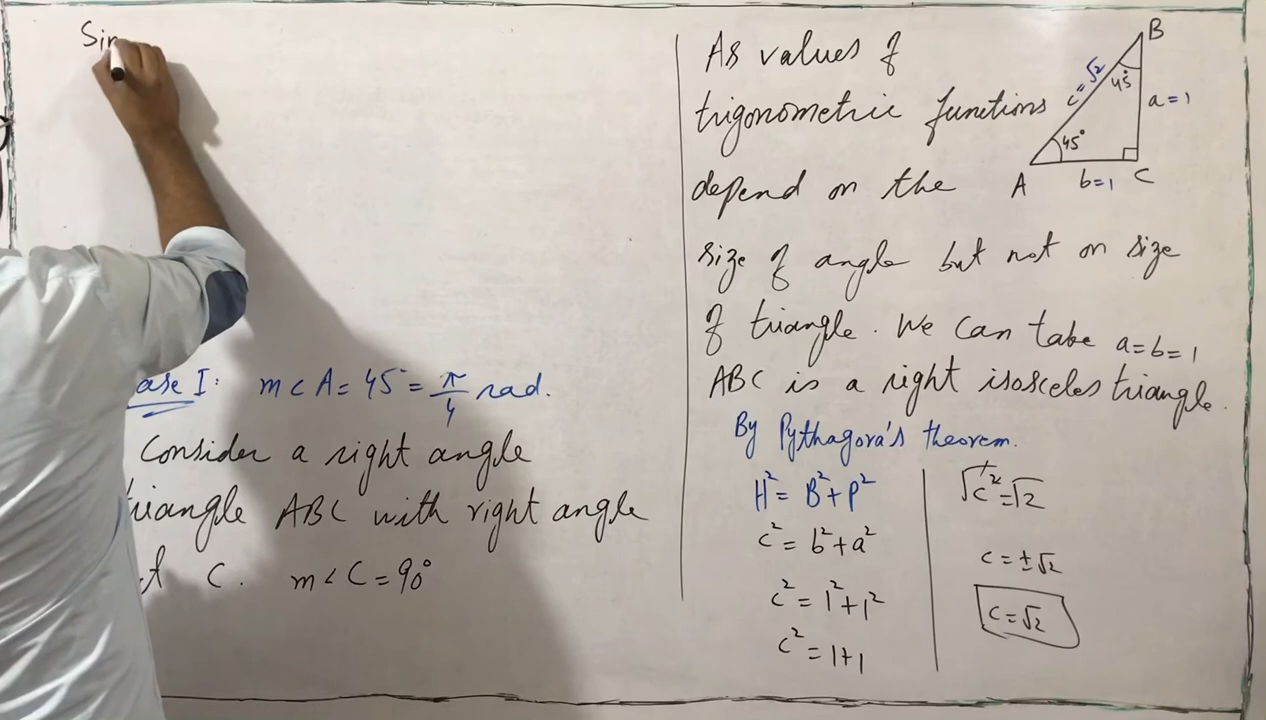 Sin
ase I: m<A = 45° = π/4 rad.
Consider a right angle
riangle ABC with right angle
t C. m<C = 90°
As values of
trigonometric functions
depend on the
size of angle but not on size
of triangle. We can take a=b=1
ABC is a right isosceles triangle.
By Pythagora's theorem.
H² = B² + P²
c² = b² + a²
c² = 1² + 1²
c² = 1+1
√c² = √2
c = ±√2
c = √2
B
c = √2
45°
a = 1
45°
A
b=1
C